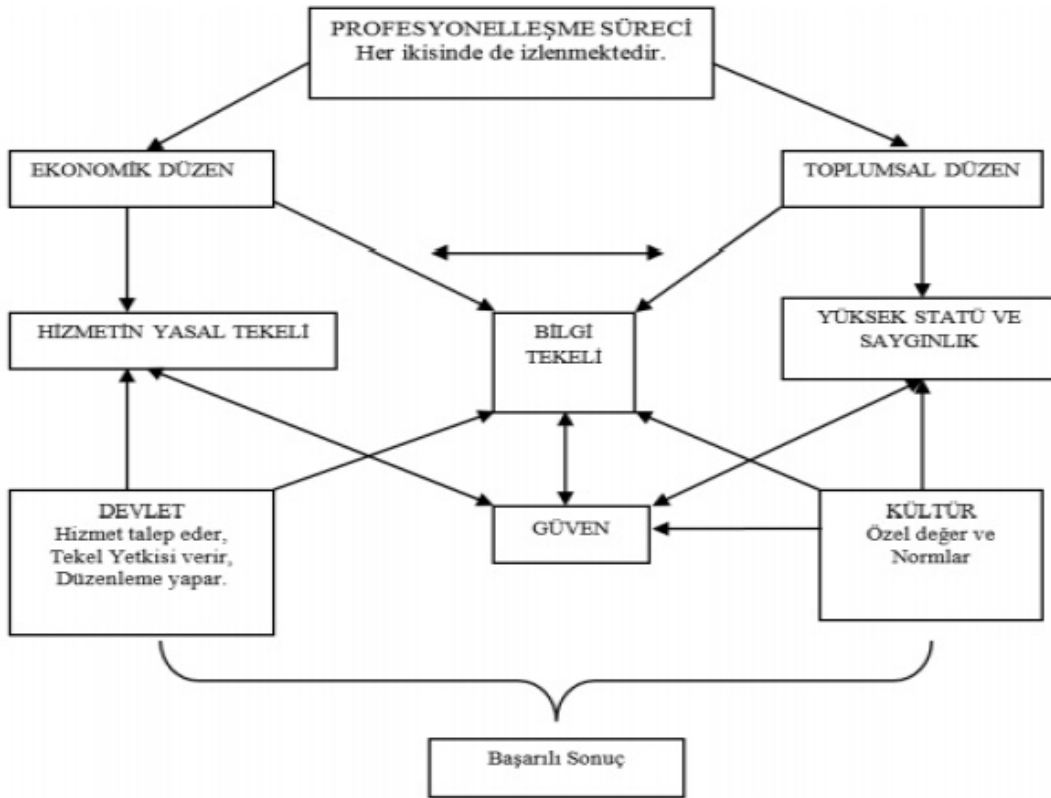 PROFESYONELLEŞME SÜRECİ
Her ikisinde de izlenmektedir.
EKONOMİK DÜZEN
TOPLUMSAL DÜZEN
HİZMETİN YASAL TEKELİ
BİLGİ
TEKELİ
YÜKSEK STATÜ VE
SAYGINLIK
DEVLET
Hizmet talep eder,
Tekel Yetkisi verir,
Düzenleme yapar.
GÜVEN
KÜLTÜR
Özel değer ve
Normlar
Başarılı Sonuç